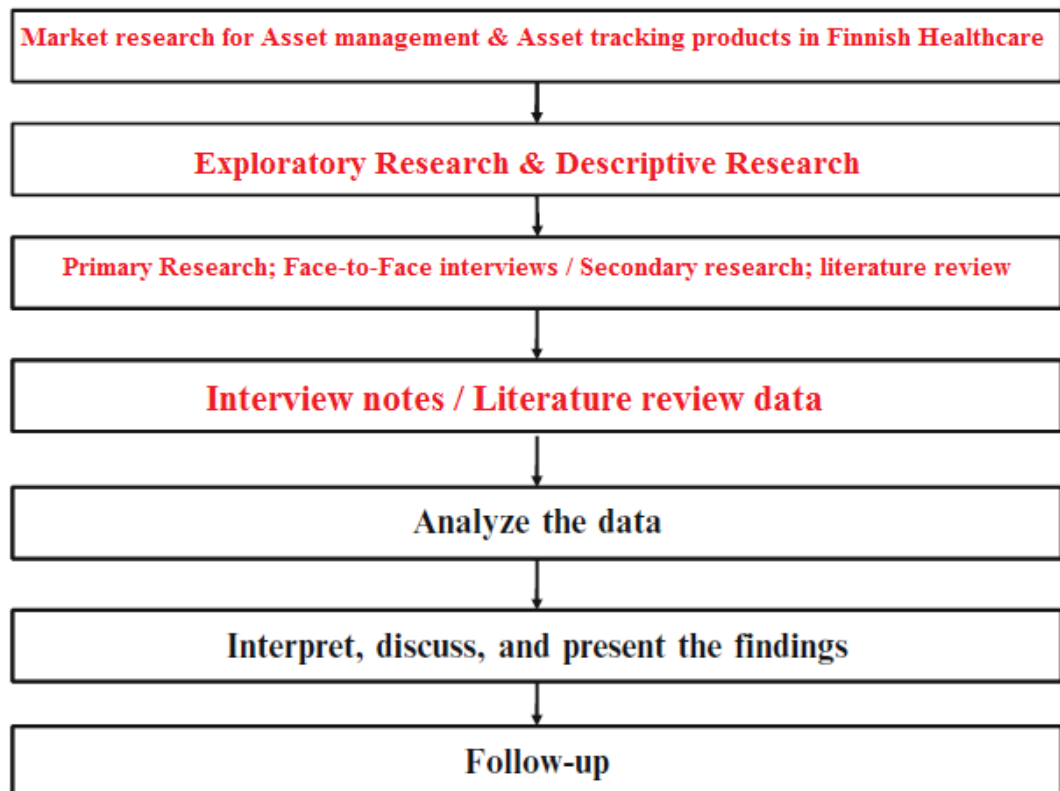 Market research for Asset management & Asset tracking products in Finnish Healthcare
Exploratory Research & Descriptive Research
Primary Research; Face-to-Face interviews / Secondary research; literature review
Interview notes / Literature review data
Analyze the data
Interpret, discuss, and present the findings
Follow-up